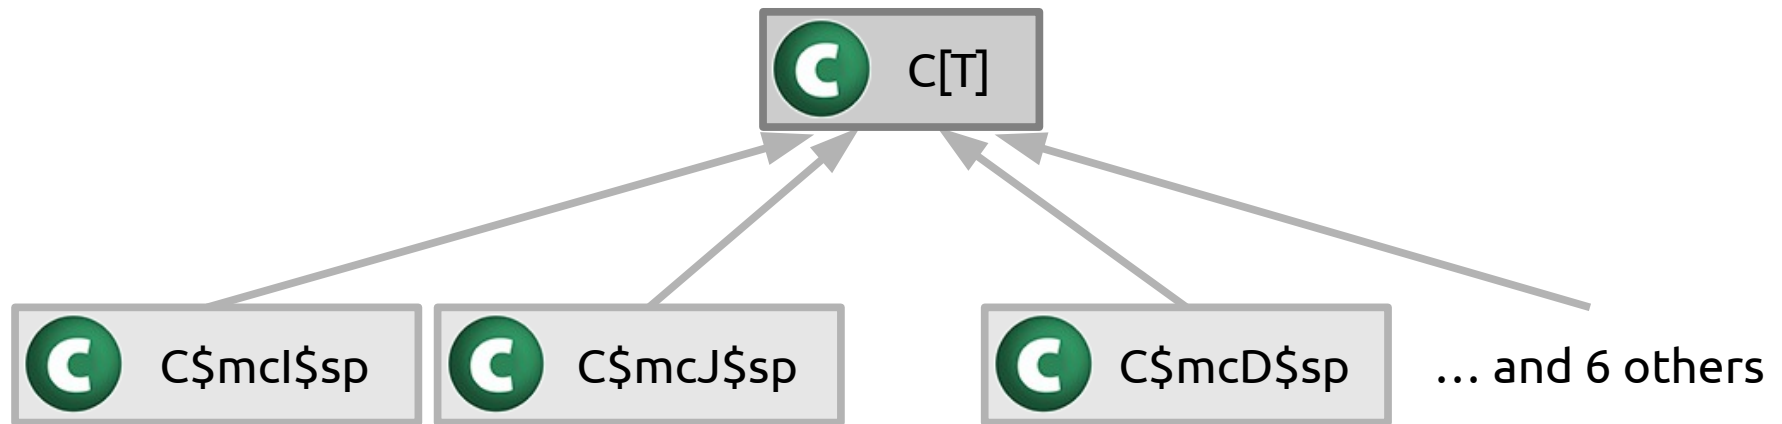 C C[T]
C C$mcI$sp
C C$mcJ$sp
C C$mcD$sp
… and 6 others